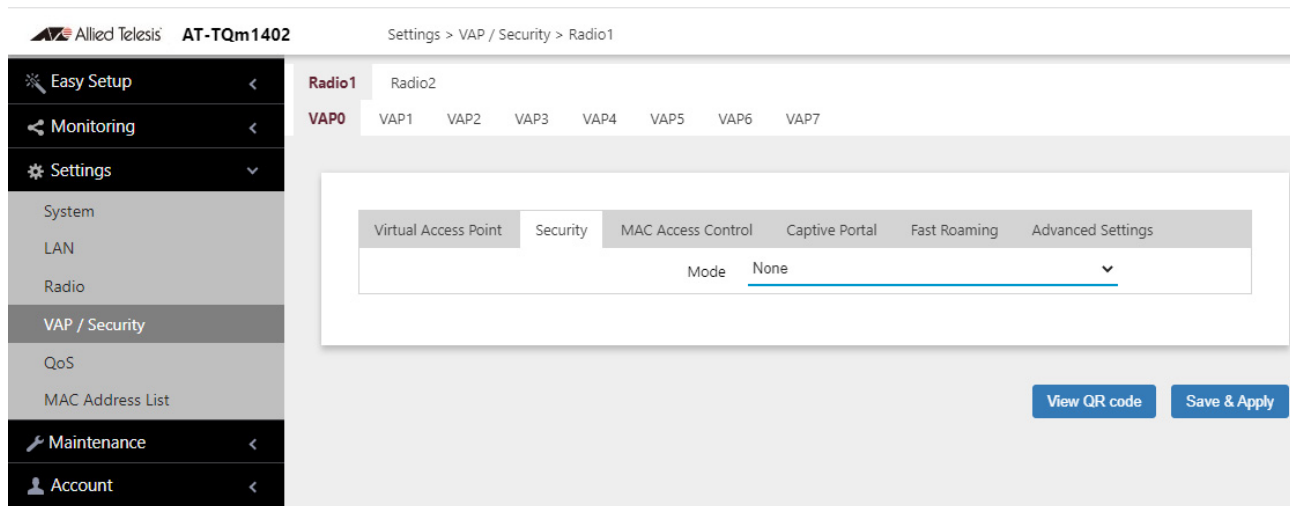 Allied Telesis AT-TQm1402 Settings > VAP / Security > Radio1
Easy Setup
Monitoring
Settings
System
LAN
Radio
VAP / Security
QoS
MAC Address List
Maintenance
Account
Radio1 Radio2
VAP0 VAP1 VAP2 VAP3 VAP4 VAP5 VAP6 VAP7
Virtual Access Point Security MAC Access Control Captive Portal Fast Roaming Advanced Settings
Mode None
View QR code Save & Apply